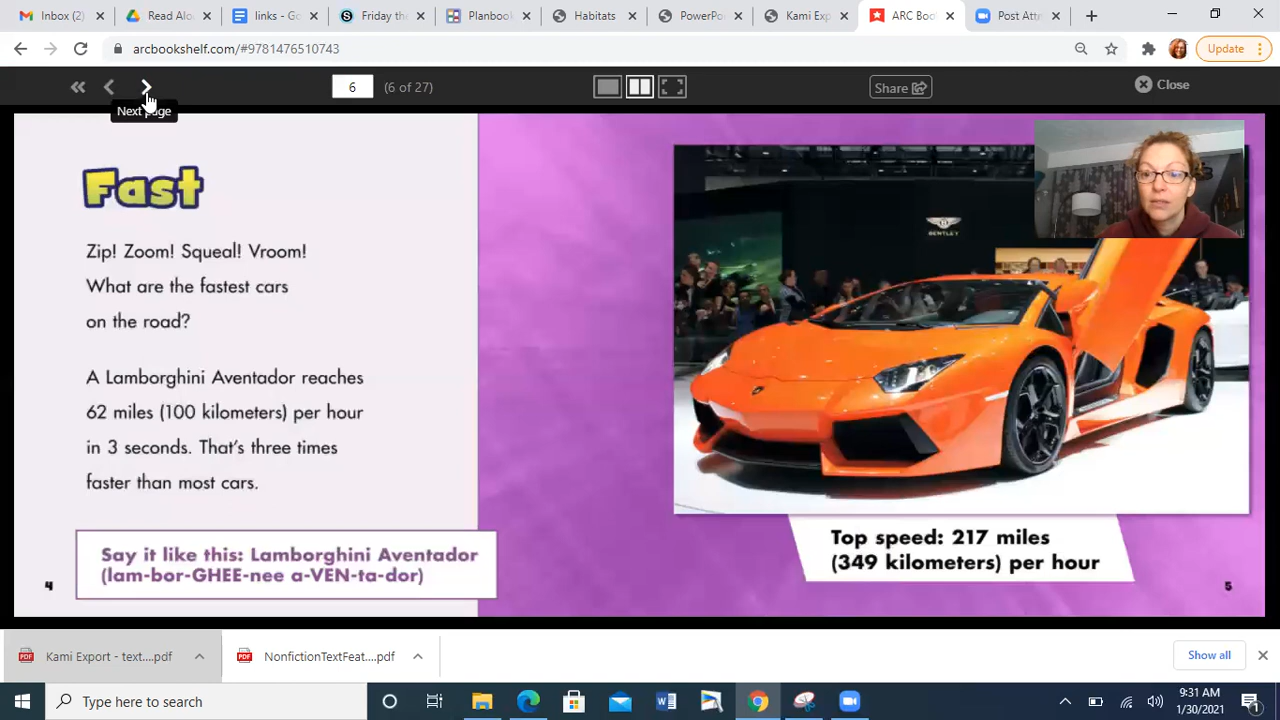 Inbox (2)
Read Alo
links - Go
Friday the
Planbook
Habitats
PowerPo
Kami Exp
ARC Boo
Post Att
arcbookshelf.com/#9781476510743
Update
6
(6 of 27)
Share
Close
Next page
Fast
Zip! Zoom! Squeal! Vroom!
What are the fastest cars
on the road?
A Lamborghini Aventador reaches
62 miles (100 kilometers) per hour
in 3 seconds. That's three times
faster than most cars.
Say it like this: Lamborghini Aventador
(lam-bor-GHEE-nee a-VEN-ta-dor)
4
BENTLEY
Top speed: 217 miles
(349 kilometers) per hour
5
Kami Export - text....pdf
NonfictionTextFeat....pdf
Show all
Type here to search
9:31 AM
1/30/2021